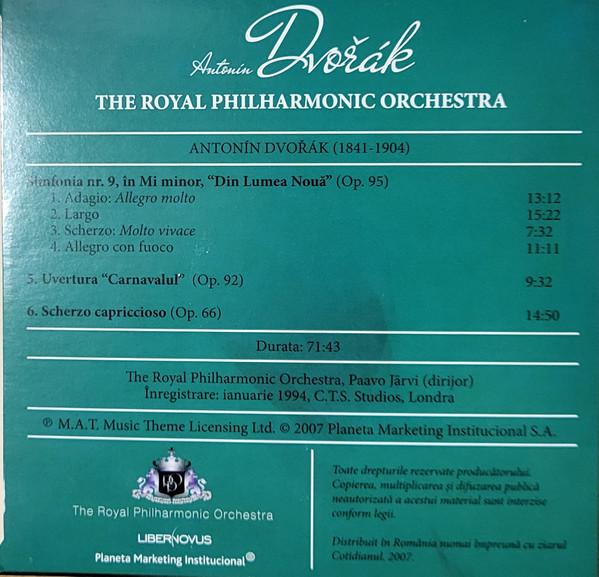 Antonín Dvořák
THE ROYAL PHILHARMONIC ORCHESTRA
ANTONÍN DVOŘÁK (1841-1904)
Simfonia nr. 9, în Mi minor, “Din Lumea Nouă” (Op. 95)
1. Adagio: Allegro molto 13:12
2. Largo 15:22
3. Scherzo: Molto vivace 7:32
4. Allegro con fuoco 11:11
5. Uvertura “Carnavalul” (Op. 92) 9:32
6. Scherzo capriccioso (Op. 66) 14:50
Durata: 71:43
The Royal Philharmonic Orchestra, Paavo Järvi (dirijor)
Înregistrare: ianuarie 1994, C.T.S. Studios, Londra
℗ M.A.T. Music Theme Licensing Ltd. © 2007 Planeta Marketing Institucional S.A.
The Royal Philharmonic Orchestra
LIBERNOVUS
Planeta Marketing Institucional®
Toate drepturile rezervate producătorului.
Copierea, multiplicarea și difuzarea publică
neautorizată a acestui material sunt interzise
conform legii.
Distribuit în România numai împreună cu ziarul
Cotidianul, 2007.